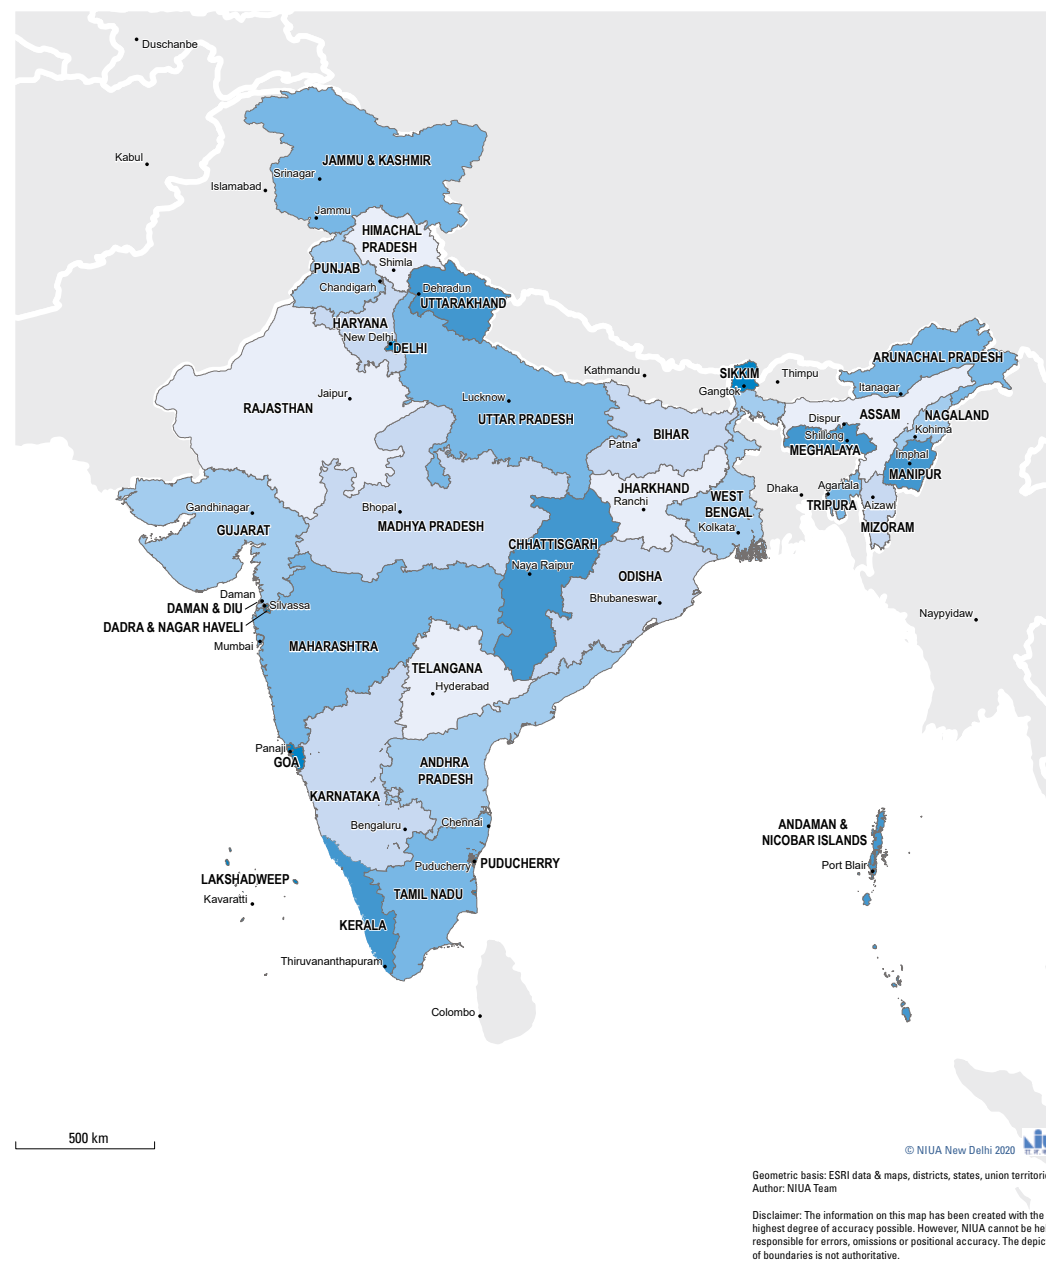 Duschanbe
Kabul
Islamabad
JAMMU & KASHMIR
Srinagar
Jammu
HIMACHAL
PRADESH
Shimla
PUNJAB
Chandigarh
Dehradun
UTTARAKHAND
HARYANA
New Delhi
DELHI
Kathmandu
SIKKIM
Gangtok
Thimpu
ARUNACHAL PRADESH
Itanagar
RAJASTHAN
Jaipur
Lucknow
UTTAR PRADESH
Patna
BIHAR
Dispur
ASSAM
NAGALAND
Kohima
Shillong
MEGHALAYA
Imphal
MANIPUR
Dhaka
Agartala
TRIPURA
Aizawl
MIZORAM
JHARKHAND
Ranchi
WEST
BENGAL
Kolkata
Gandhinagar
GUJARAT
Bhopal
MADHYA PRADESH
CHHATTISGARH
Naya Raipur
ODISHA
Bhubaneswar
Daman
DAMAN & DIU
Silvassa
DADRA & NAGAR HAVELI
Mumbai
MAHARASHTRA
Naypyidaw
TELANGANA
Hyderabad
Panaji
GOA
ANDHRA
PRADESH
KARNATAKA
Bengaluru
Chennai
Puducherry
PUDUCHERRY
ANDAMAN &
NICOBAR ISLANDS
Port Blair
LAKSHADWEEP
Kavaratti
TAMIL NADU
KERALA
Thiruvananthapuram
Colombo
500 km
© NIUA New Delhi 2020
Geometric basis: ESRI data & maps, districts, states, union
Author: NIUA Team
Disclaimer: The information on this map has been created with the
highest degree of accuracy possible. However, NIUA cannot be
responsible for errors, omissions or positional accuracy. The
of boundaries is not authoritative.